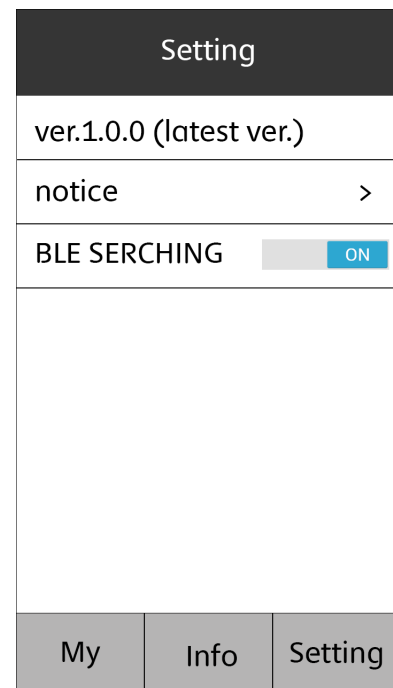 Setting
ver.1.0.0 (latest ver.)
notice >
BLE SERCHING ON
My Info Setting